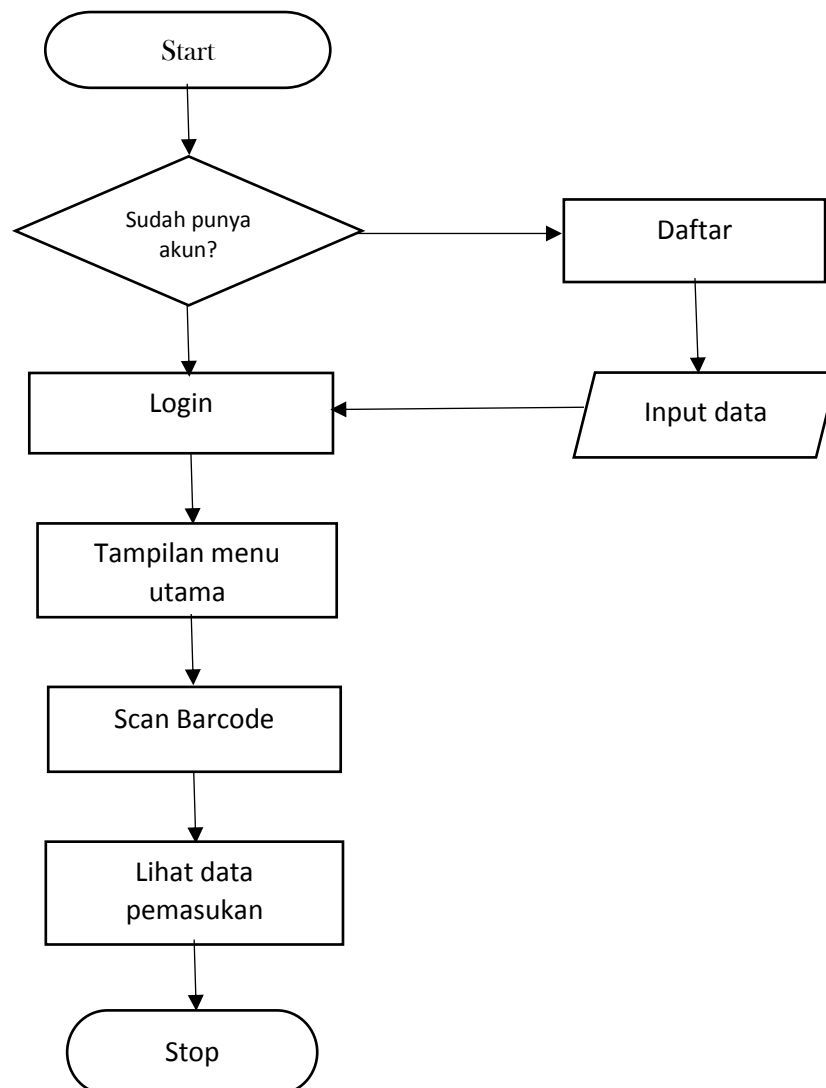 Start
Sudah punya
akun?
Daftar
Login
Input data
Tampilan menu
utama
Scan Barcode
Lihat data
pemasukan
Stop